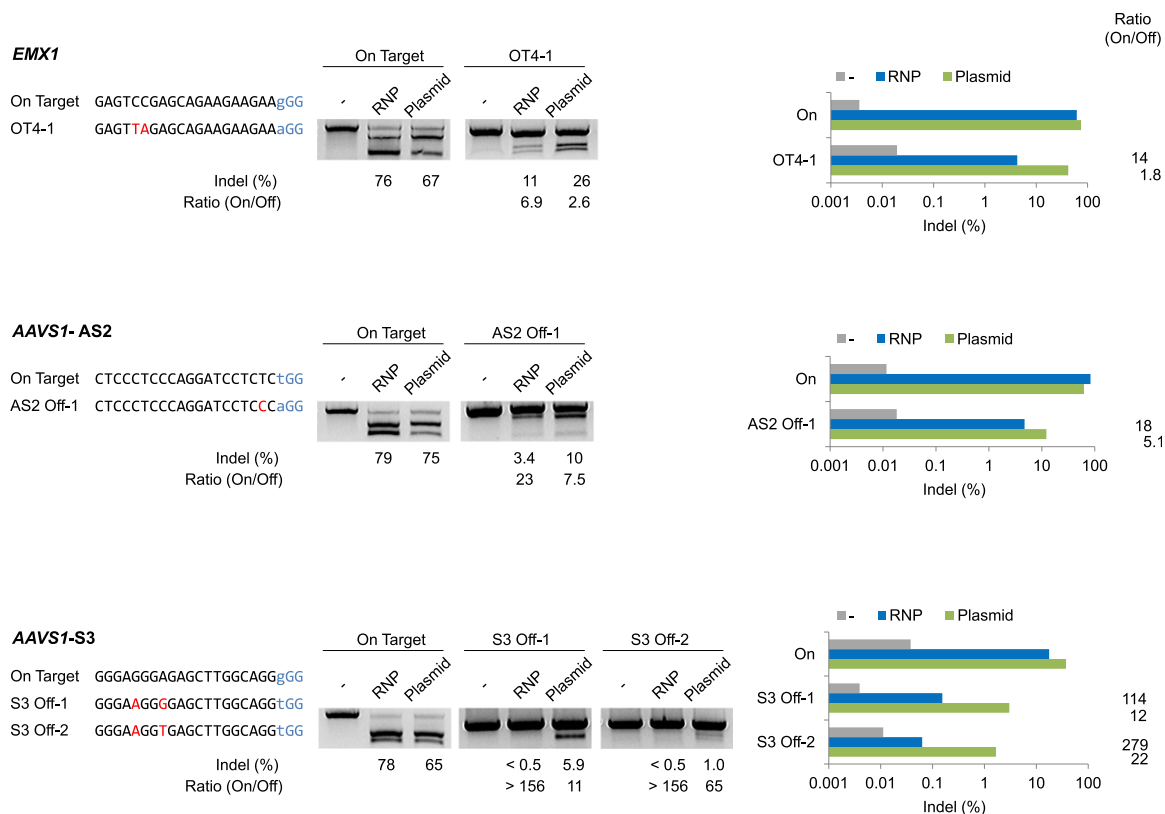 Ratio
(On/Off)
EMX1
On Target OT4-1
- RNP Plasmid - RNP Plasmid
On Target GAGTCCGAGCAGAAGAAGAAgGG
OT4-1 GAGTTAGAGCAGAAGAAGAAaGG
Indel (%) 76 67 11 26
Ratio (On/Off) 6.9 2.6
- RNP Plasmid
On
OT4-1 14
1.8
0.001 0.01 0.1 1 10 100
Indel (%)
AAVS1- AS2
On Target AS2 Off-1
- RNP Plasmid - RNP Plasmid
On Target CTCCCTCCCAGGATCCTCTCtGG
AS2 Off-1 CTCCCTCCCAGGATCCTCCCaGG
Indel (%) 79 75 3.4 10
Ratio (On/Off) 23 7.5
- RNP Plasmid
On
AS2 Off-1 18
5.1
0.001 0.01 0.1 1 10 100
Indel (%)
AAVS1-S3
On Target S3 Off-1 S3 Off-2
- RNP Plasmid - RNP Plasmid - RNP Plasmid
On Target GGGAGGGAGAGCTTGGCAGGgGG
S3 Off-1 GGGAAGGGGAGCTTGGCAGGtGG
S3 Off-2 GGGAAGGTGAGCTTGGCAGGtGG
Indel (%) 78 65 < 0.5 5.9 < 0.5 1.0
Ratio (On/Off) > 156 11 > 156 65
- RNP Plasmid
On
S3 Off-1 114
12
S3 Off-2 279
22
0.001 0.01 0.1 1 10 100
Indel (%)